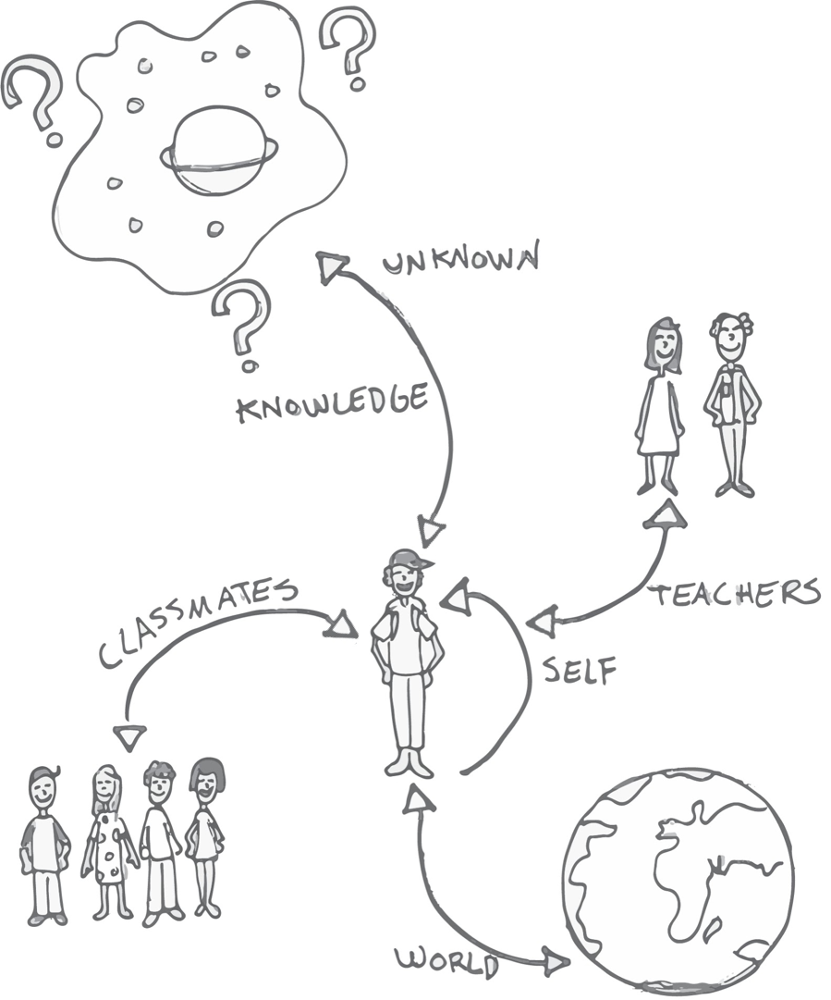 UNKNOWN
KNOWLEDGE
CLASSMATES
TEACHERS
SELF
WORLD